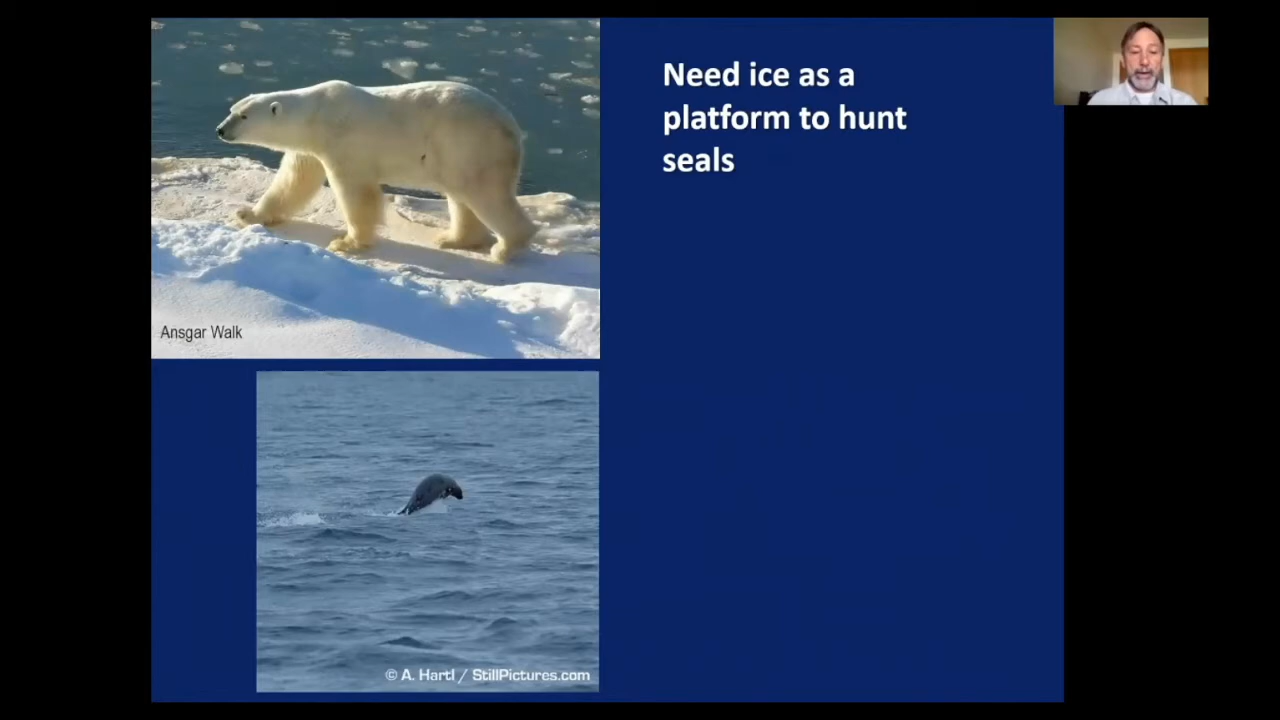 Need ice as a
platform to hunt
seals
Ansgar Walk
© A. Hartl / StillPictures.com